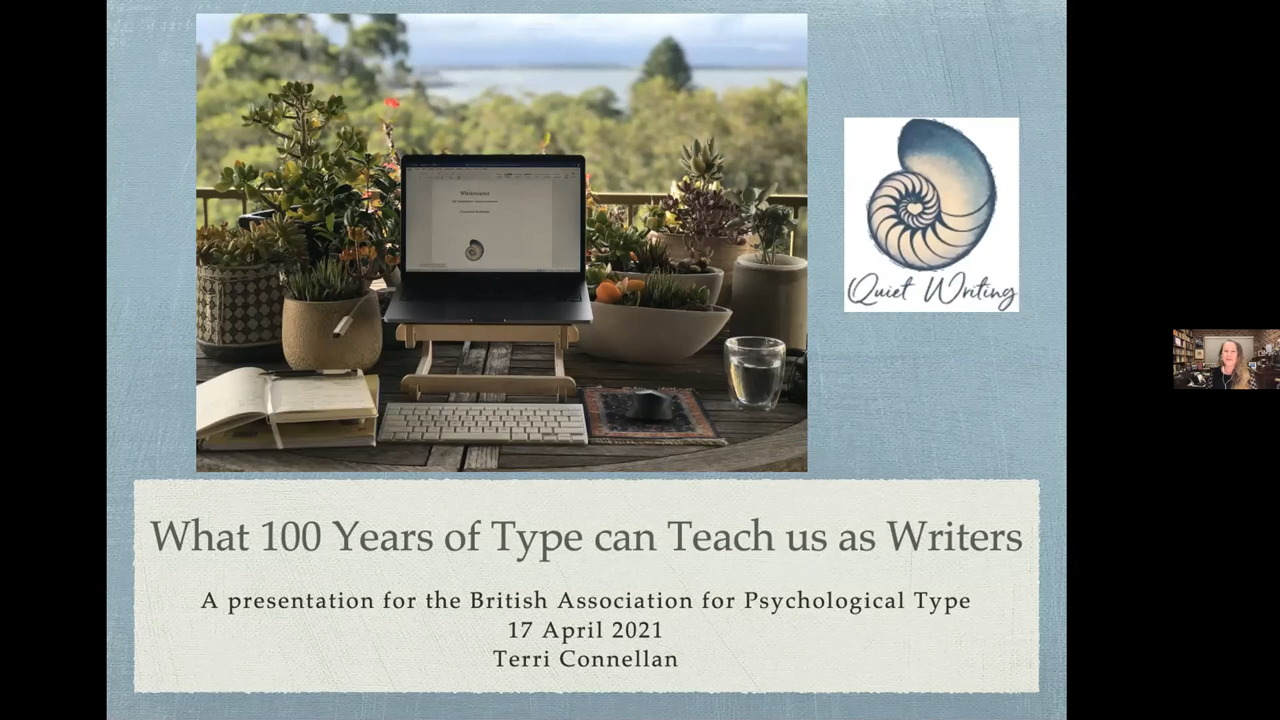 Quiet Writing
What 100 Years of Type can Teach us as Writers
A presentation for the British Association for Psychological Type
17 April 2021
Terri Connellan